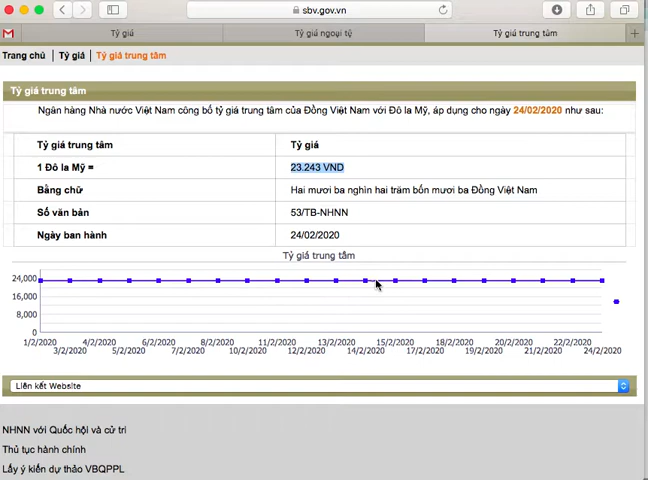 sbv.gov.vn
Tỷ giá
Tỷ giá ngoại tệ
Tỷ giá trung tâm
Trang chủ | Tỷ giá | Tỷ giá trung tâm
Tỷ giá trung tâm
Ngân hàng Nhà nước Việt Nam công bố tỷ giá trung tâm của Đồng Việt Nam với Đô la Mỹ, áp dụng cho ngày 24/02/2020 như sau:
Tỷ giá trung tâm Tỷ giá
1 Đô la Mỹ = 23.243 VND
Bằng chữ Hai mươi ba nghìn hai trăm bốn mươi ba Đồng Việt Nam
Số văn bản 53/TB-NHNN
Ngày ban hành 24/02/2020
Tỷ giá trung tâm
24,000
16,000
8,000
0
1/2/2020 4/2/2020 6/2/2020 8/2/2020 11/2/2020 13/2/2020 15/2/2020 18/2/2020 20/2/2020 22/2/2020
3/2/2020 5/2/2020 7/2/2020 10/2/2020 12/2/2020 14/2/2020 17/2/2020 19/2/2020 21/2/2020 24/2/2020
Liên kết Website
NHNN với Quốc hội và cử tri
Thủ tục hành chính
Lấy ý kiến dự thảo VBQPPL